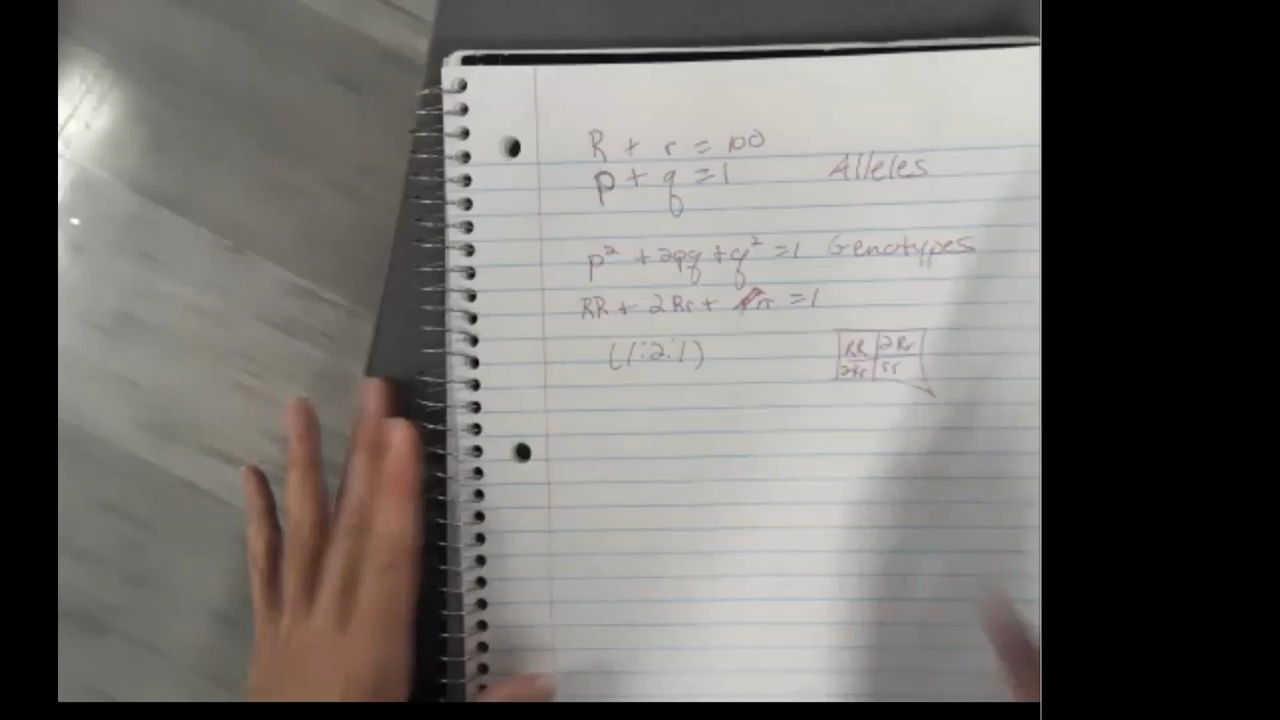 R + r = 100
p + q = 1 Alleles
p² + 2pq + q² = 1 Genotypes
RR + 2Rr + rr = 1
(1:2:1)
RR 2Rr
2Rr rr